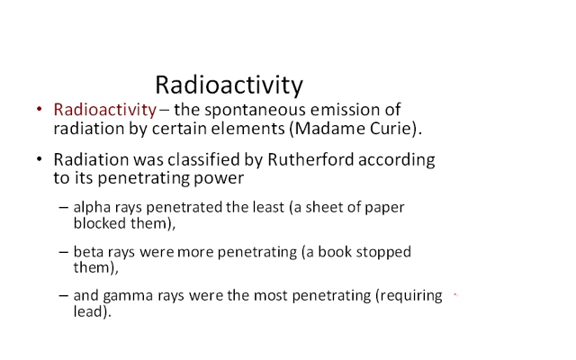 Radioactivity
• Radioactivity – the spontaneous emission of
radiation by certain elements (Madame Curie).
• Radiation was classified by Rutherford according
to its penetrating power
– alpha rays penetrated the least (a sheet of paper
blocked them),
– beta rays were more penetrating (a book stopped
them),
– and gamma rays were the most penetrating (requiring
lead).